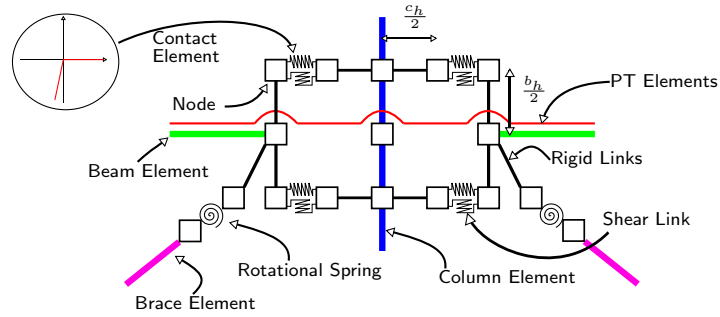 c_h
2
Contact
Element
b_h
2
PT Elements
Node
Beam Element
Rigid Links
Shear Link
Rotational Spring
Column Element
Brace Element